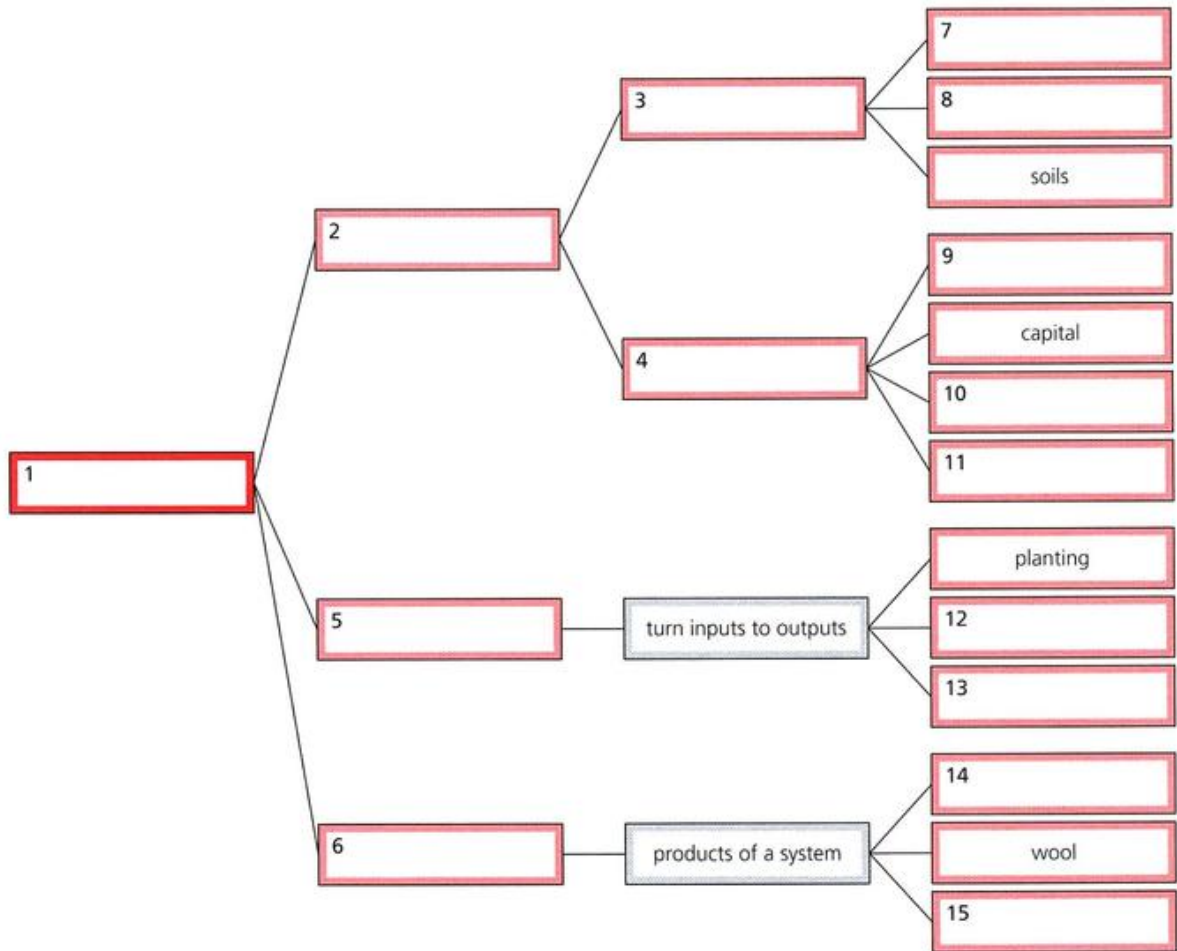 7
3
8
soils
2
9
4
capital
10
11
1
planting
5
turn inputs to outputs
12
13
14
6
products of a system
wool
15